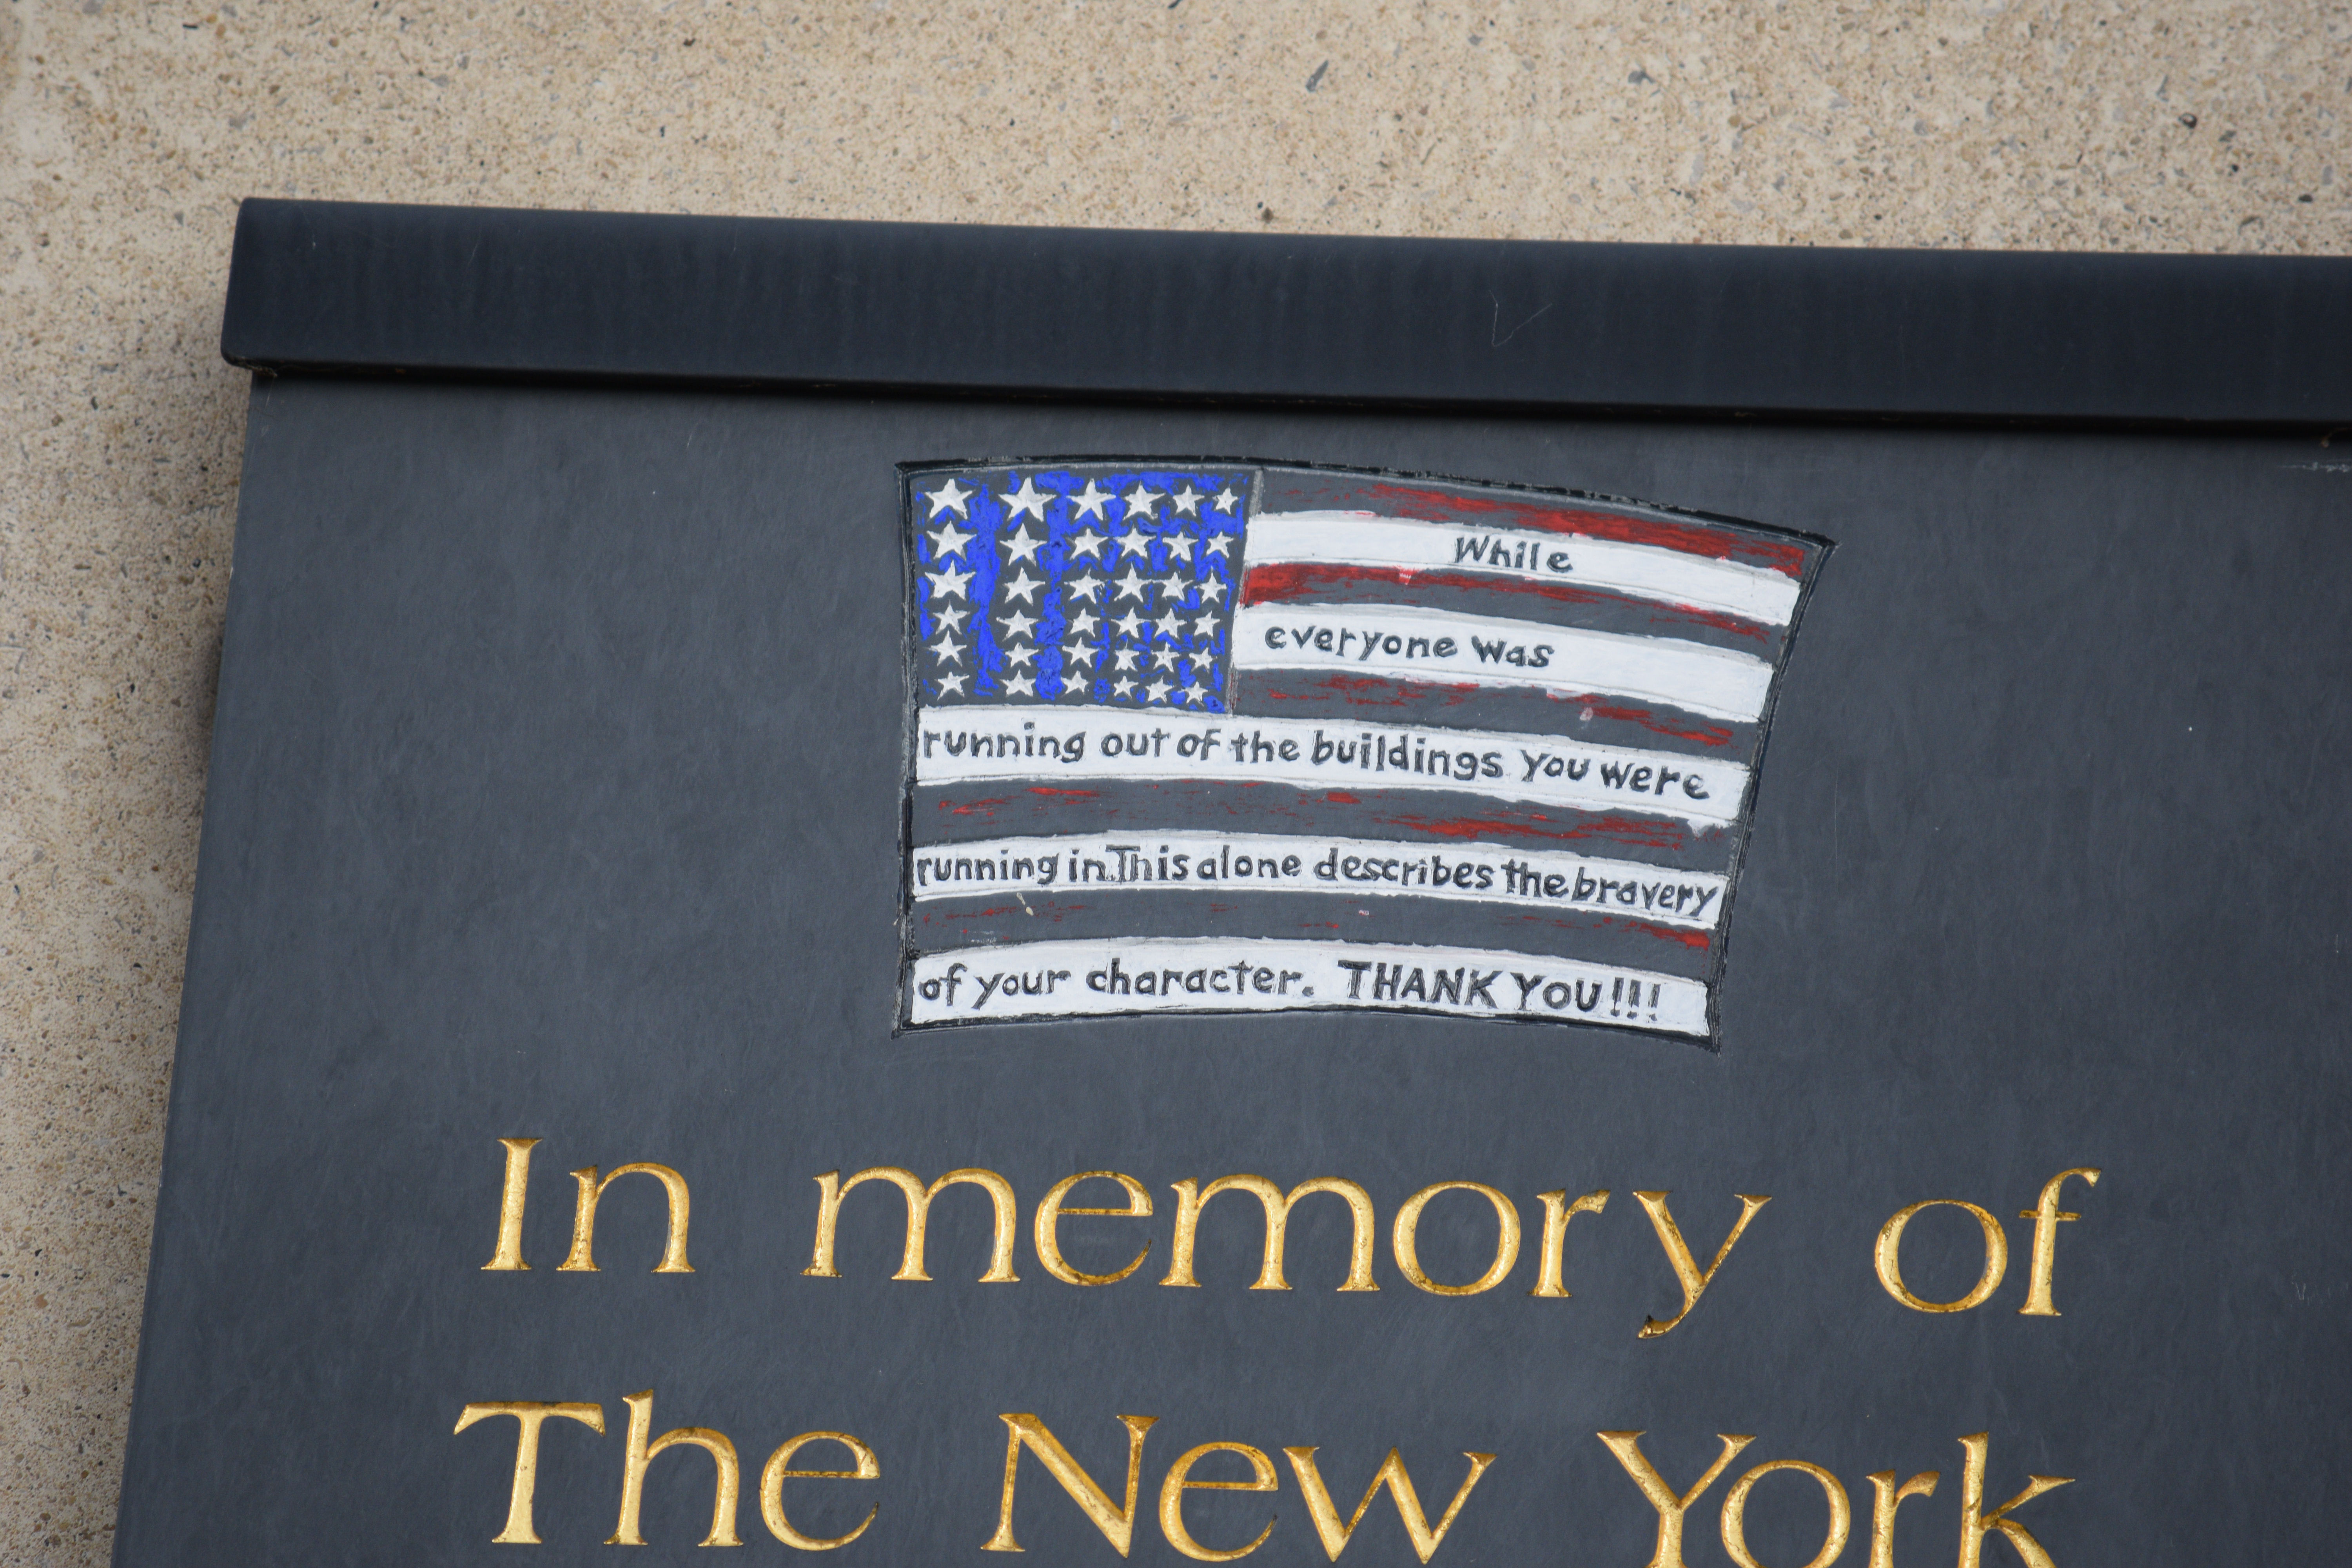 While
everyone was
running out of the buildings you were
running in. This alone describes the bravery
of your character. THANK YOU!!!
In memory of
The New York